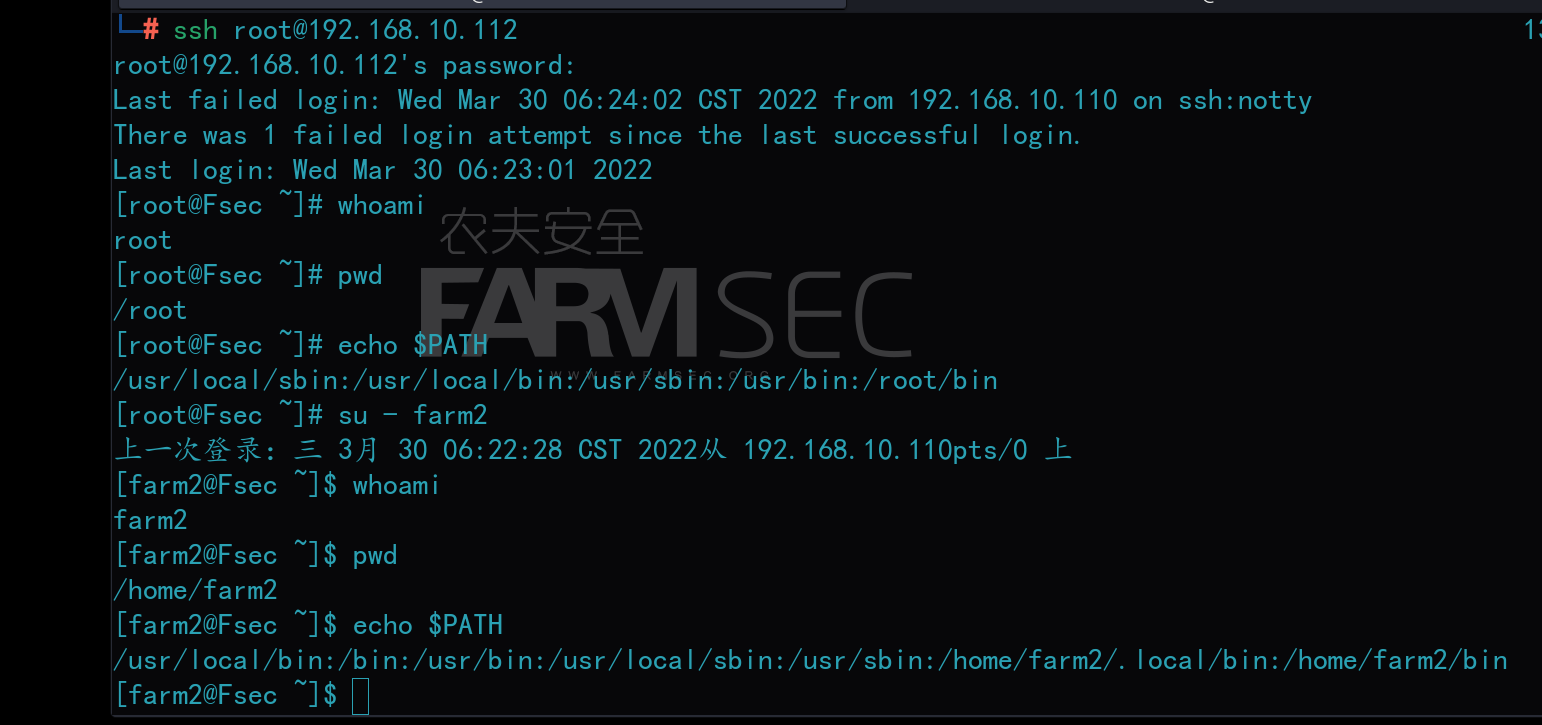 └─# ssh root@192.168.10.112
root@192.168.10.112's password:
Last failed login: Wed Mar 30 06:24:02 CST 2022 from 192.168.10.110 on ssh:notty
There was 1 failed login attempt since the last successful login.
Last login: Wed Mar 30 06:23:01 2022
[root@Fsec ~]# whoami
农夫安全
root
[root@Fsec ~]# pwd
FARMSEC
/root
[root@Fsec ~]# echo $PATH
WWW.FARMSEC.ORG
/usr/local/sbin:/usr/local/bin:/usr/sbin:/usr/bin:/root/bin
[root@Fsec ~]# su - farm2
上一次登录: 三 3月 30 06:22:28 CST 2022从 192.168.10.110pts/0 上
[farm2@Fsec ~]$ whoami
farm2
[farm2@Fsec ~]$ pwd
/home/farm2
[farm2@Fsec ~]$ echo $PATH
/usr/local/bin:/bin:/usr/bin:/usr/local/sbin:/usr/sbin:/home/farm2/.local/bin:/home/farm2/bin
[farm2@Fsec ~]$